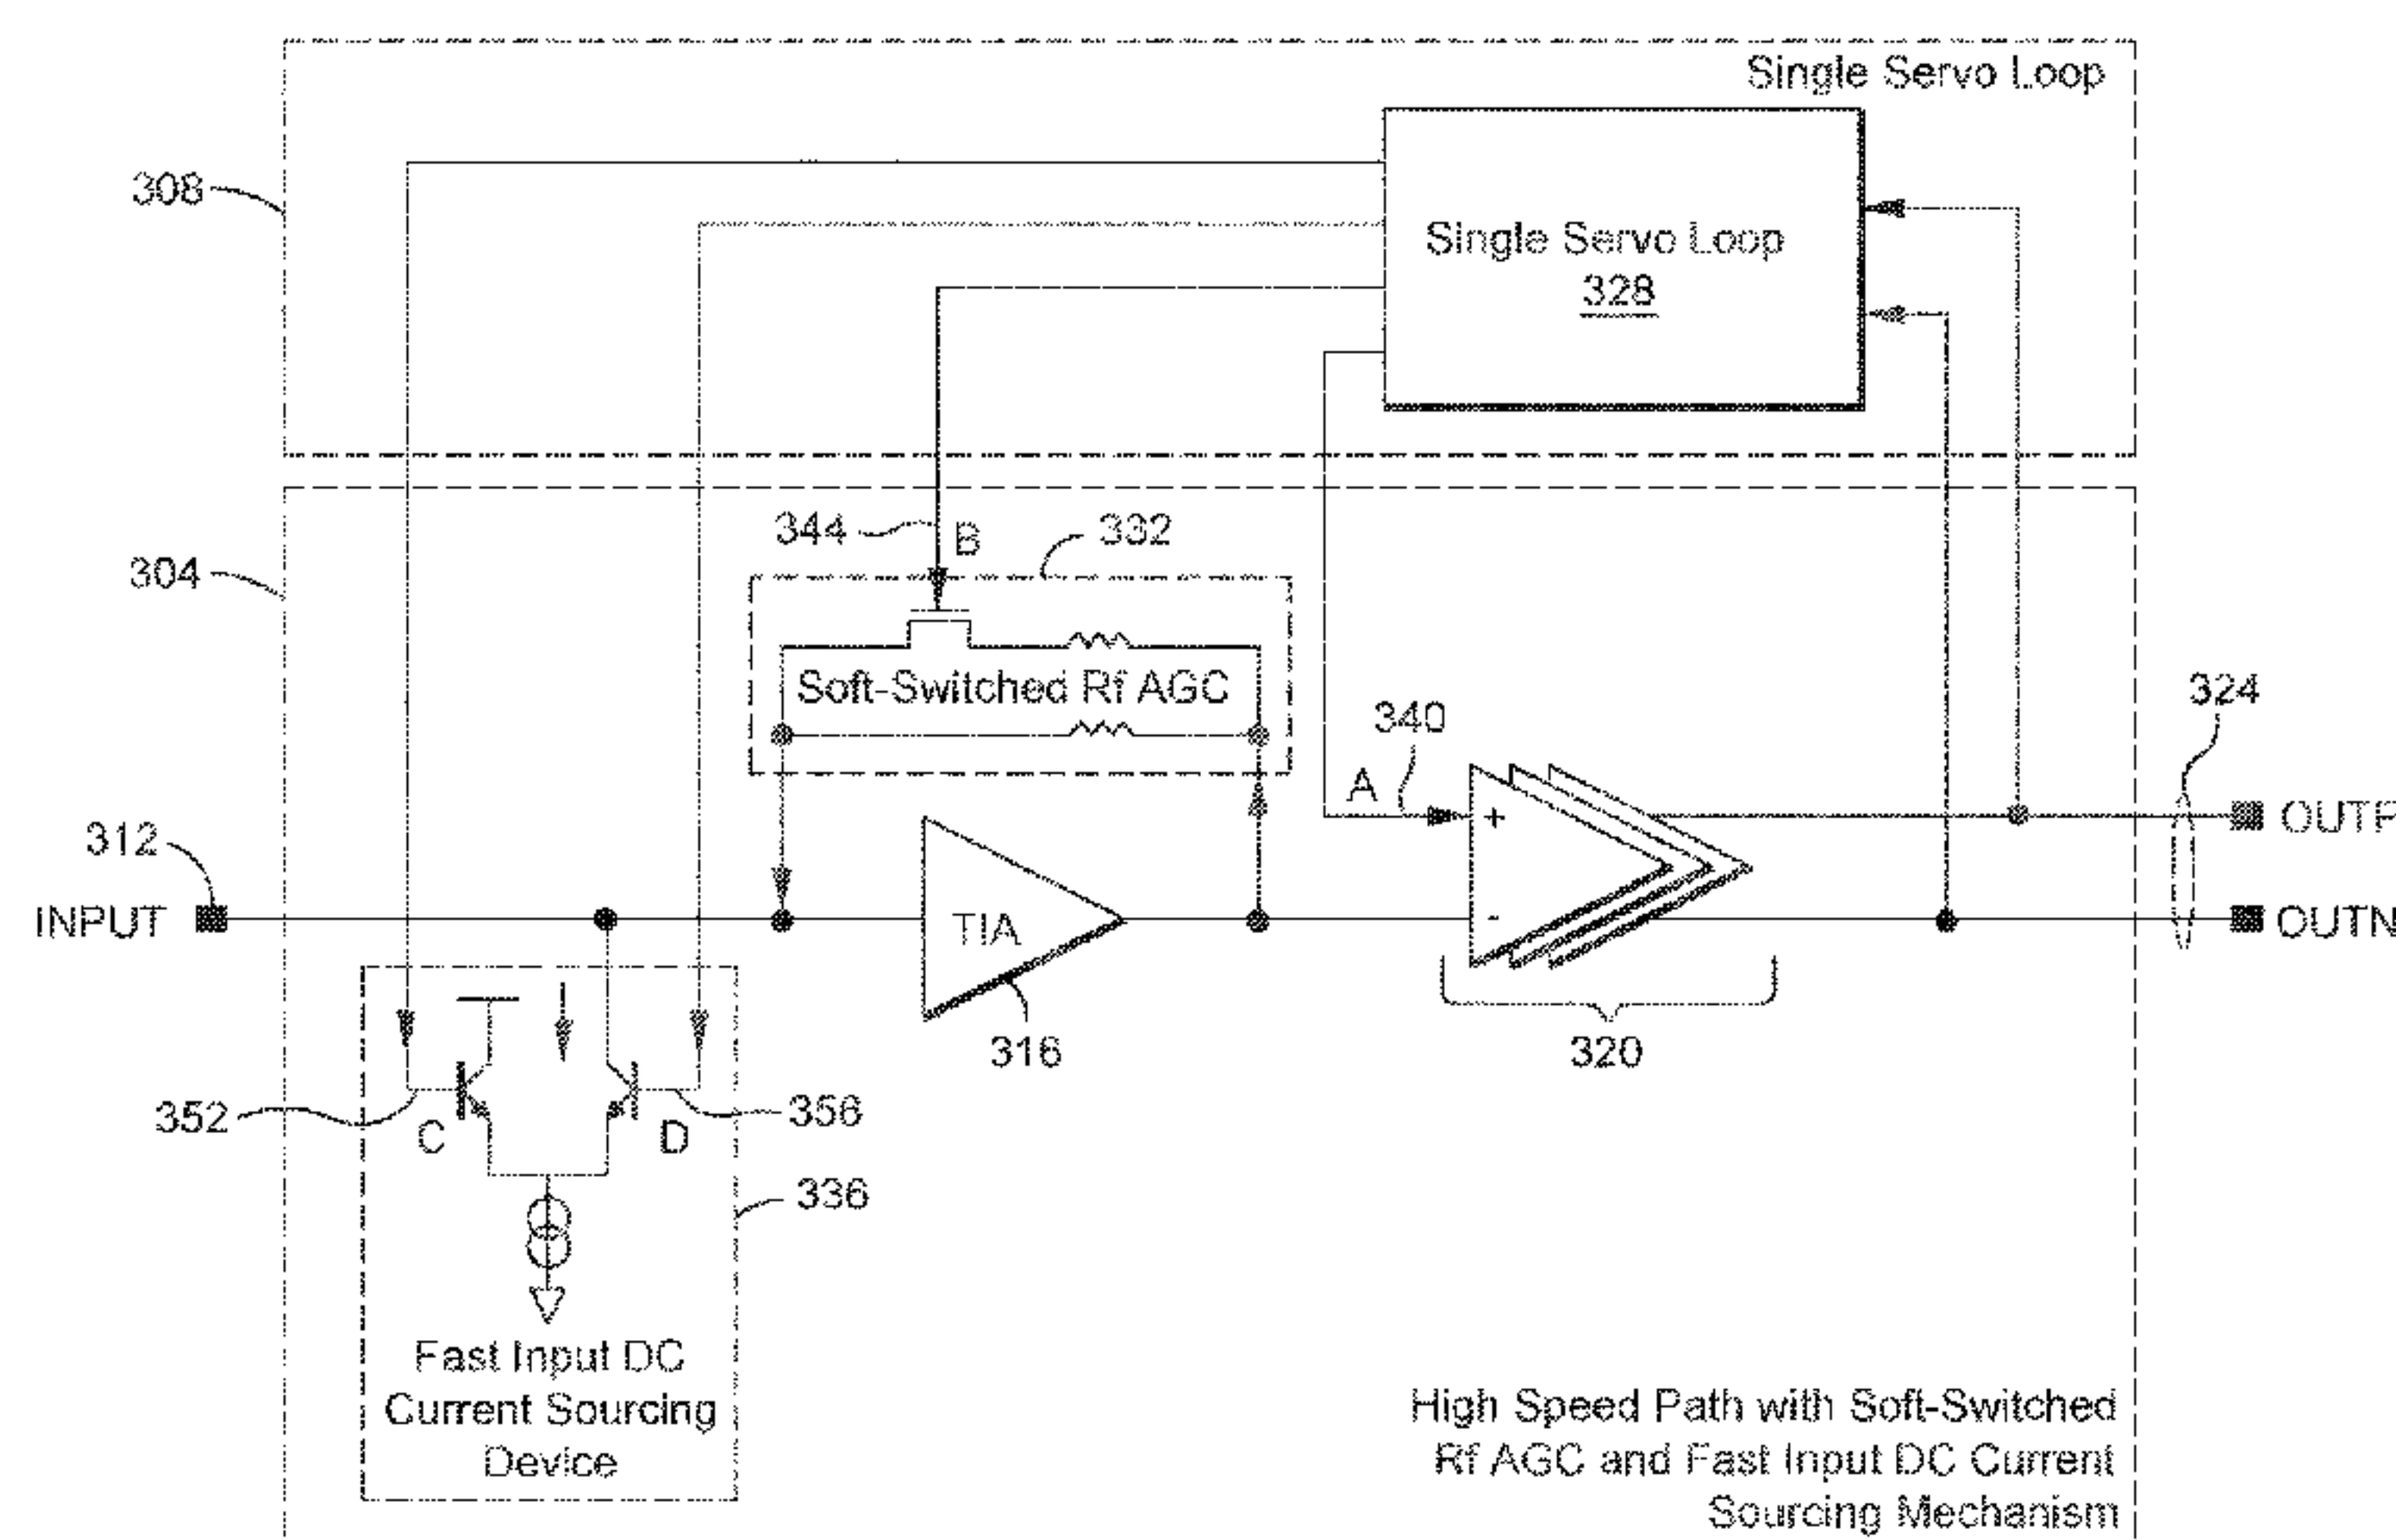 Single Servo Loop
308
Single Servo Loop
328
344
B
332
304
Soft-Switched Rf AGC
324
340
A
312
+
OUTP
INPUT
TIA
-
OUTN
316
320
352
C
D
356
336
Fast Input DC
Current Sourcing
Device
High Speed Path with Soft-Switched
Rf AGC and Fast Input DC Current
Sourcing Mechanism